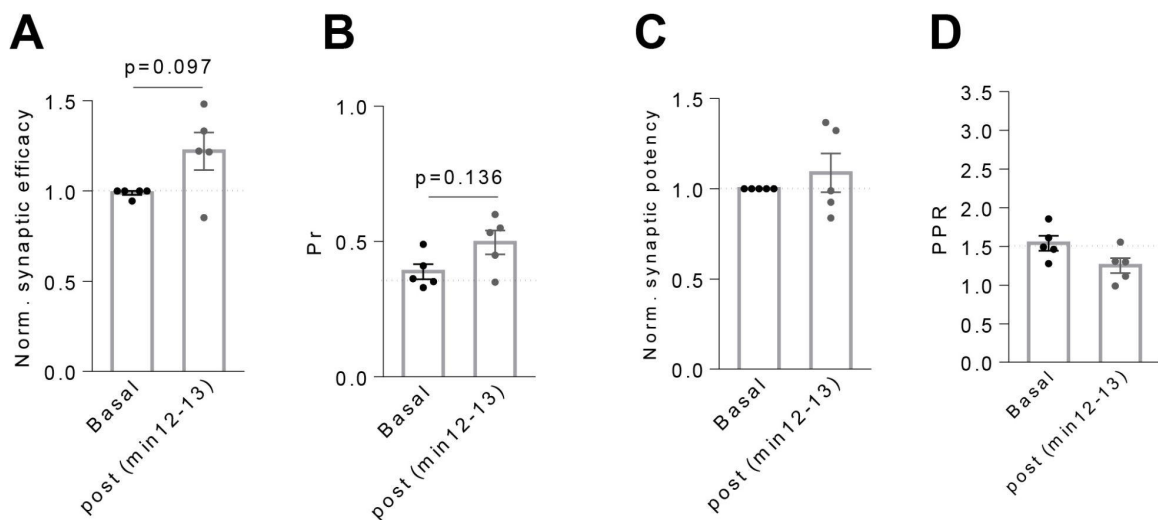 A
p=0.097
Norm. synaptic efficacy
1.5
1.0
0.5
0.0
Basal
post (min12-13)
B
p=0.136
Pr
1.0
0.5
0.0
Basal
post (min12-13)
C
Norm. synaptic potency
1.5
1.0
0.5
0.0
Basal
post (min12-13)
D
PPR
3.5
3.0
2.5
2.0
1.5
1.0
0.5
0.0
Basal
post (min12-13)